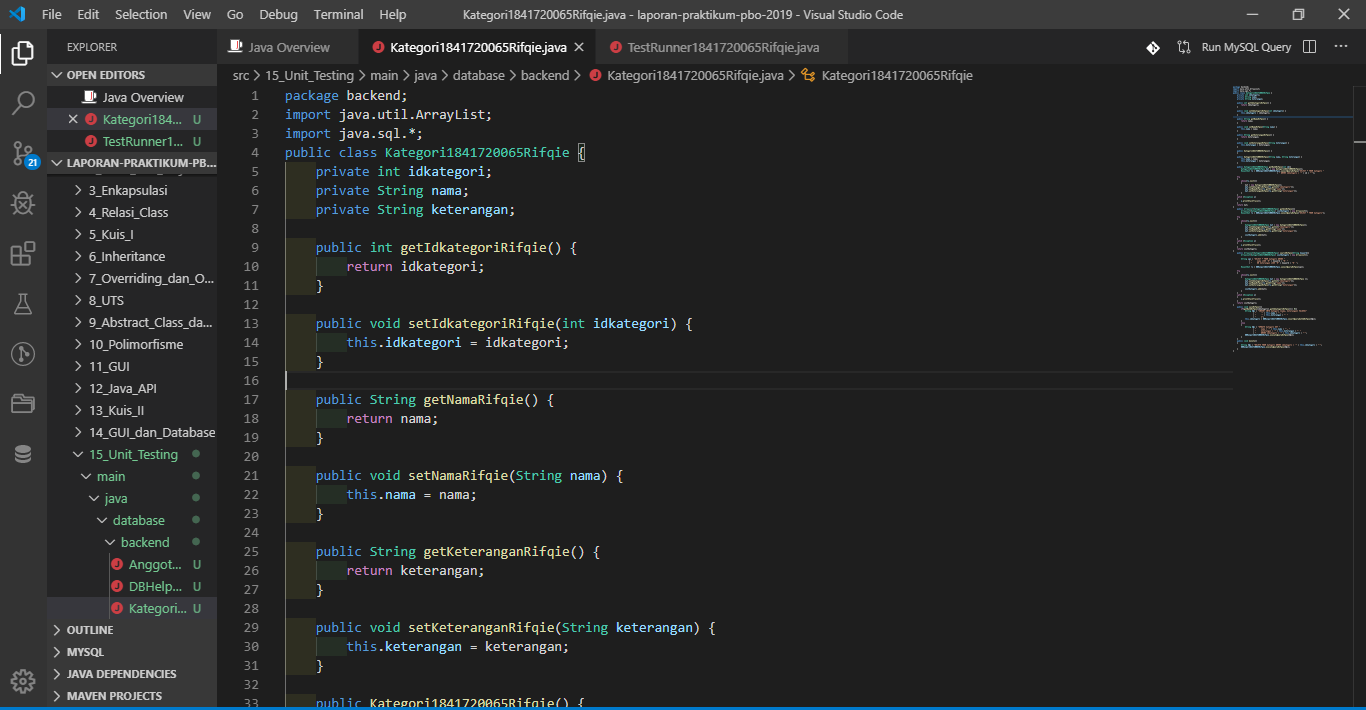 File Edit Selection View Go Debug Terminal Help Kategori1841720065Rifqie.java - laporan-praktikum-pbo-2019 - Visual Studio Code
EXPLORER
Java Overview Kategori1841720065Rifqie.java TestRunner1841720065Rifqie.java Run MySQL Query
OPEN EDITORS
Java Overview
Kategori184... U
TestRunner1... U
LAPORAN-PRAKTIKUM-PB...
3_Enkapsulasi
4_Relasi_Class
5_Kuis_I
6_Inheritance
7_Overriding_dan_O...
8_UTS
9_Abstract_Class_da...
10_Polimorfisme
11_GUI
12_Java_API
13_Kuis_II
14_GUI_dan_Database
15_Unit_Testing
main
java
database
backend
Anggot... U
DBHelp... U
Kategori... U
OUTLINE
MYSQL
JAVA DEPENDENCIES
MAVEN PROJECTS
21
src > 15_Unit_Testing > main > java > database > backend > Kategori1841720065Rifqie.java > Kategori1841720065Rifqie
1 package backend;
2 import java.util.ArrayList;
3 import java.sql.*;
4 public class Kategori1841720065Rifqie {
5 private int idkategori;
6 private String nama;
7 private String keterangan;
8
9 public int getIdkategoriRifqie() {
10 return idkategori;
11 }
12
13 public void setIdkategoriRifqie(int idkategori) {
14 this.idkategori = idkategori;
15 }
16
17 public String getNamaRifqie() {
18 return nama;
19 }
20
21 public void setNamaRifqie(String nama) {
22 this.nama = nama;
23 }
24
25 public String getKeteranganRifqie() {
26 return keterangan;
27 }
28
29 public void setKeteranganRifqie(String keterangan) {
30 this.keterangan = keterangan;
31 }
32
33 public Kategori1841720065Rifqie() {